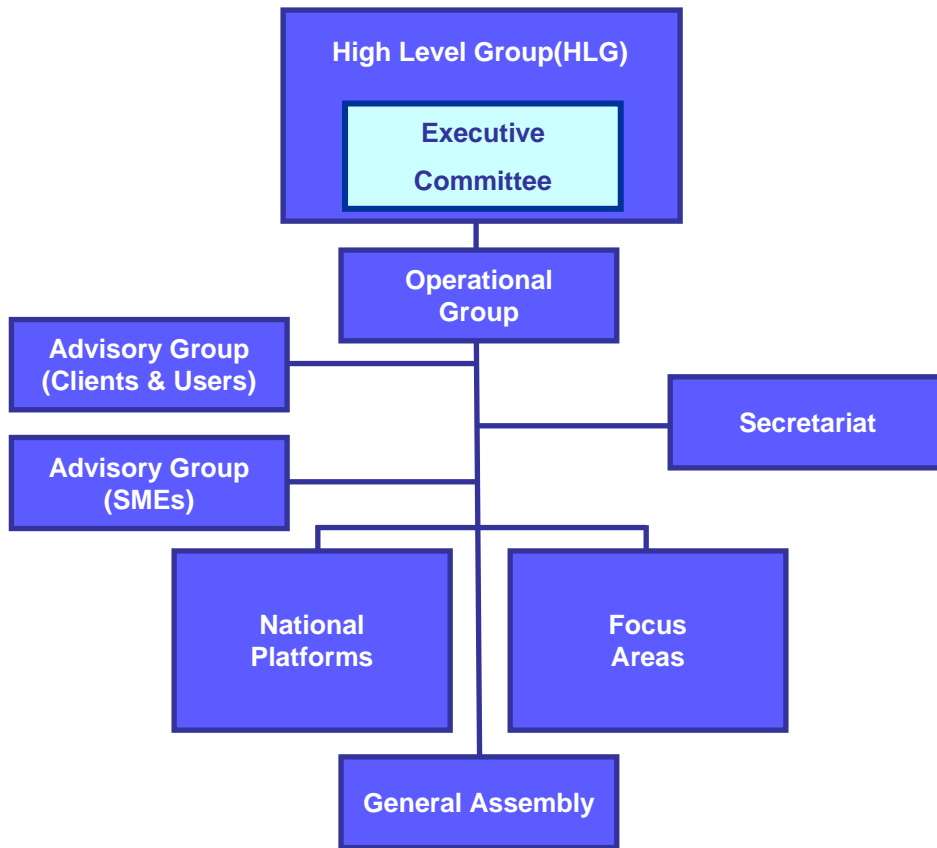 High Level Group(HLG)
Executive
Committee
Operational
Group
Advisory Group
(Clients & Users)
Secretariat
Advisory Group
(SMEs)
National
Platforms
Focus
Areas
General Assembly